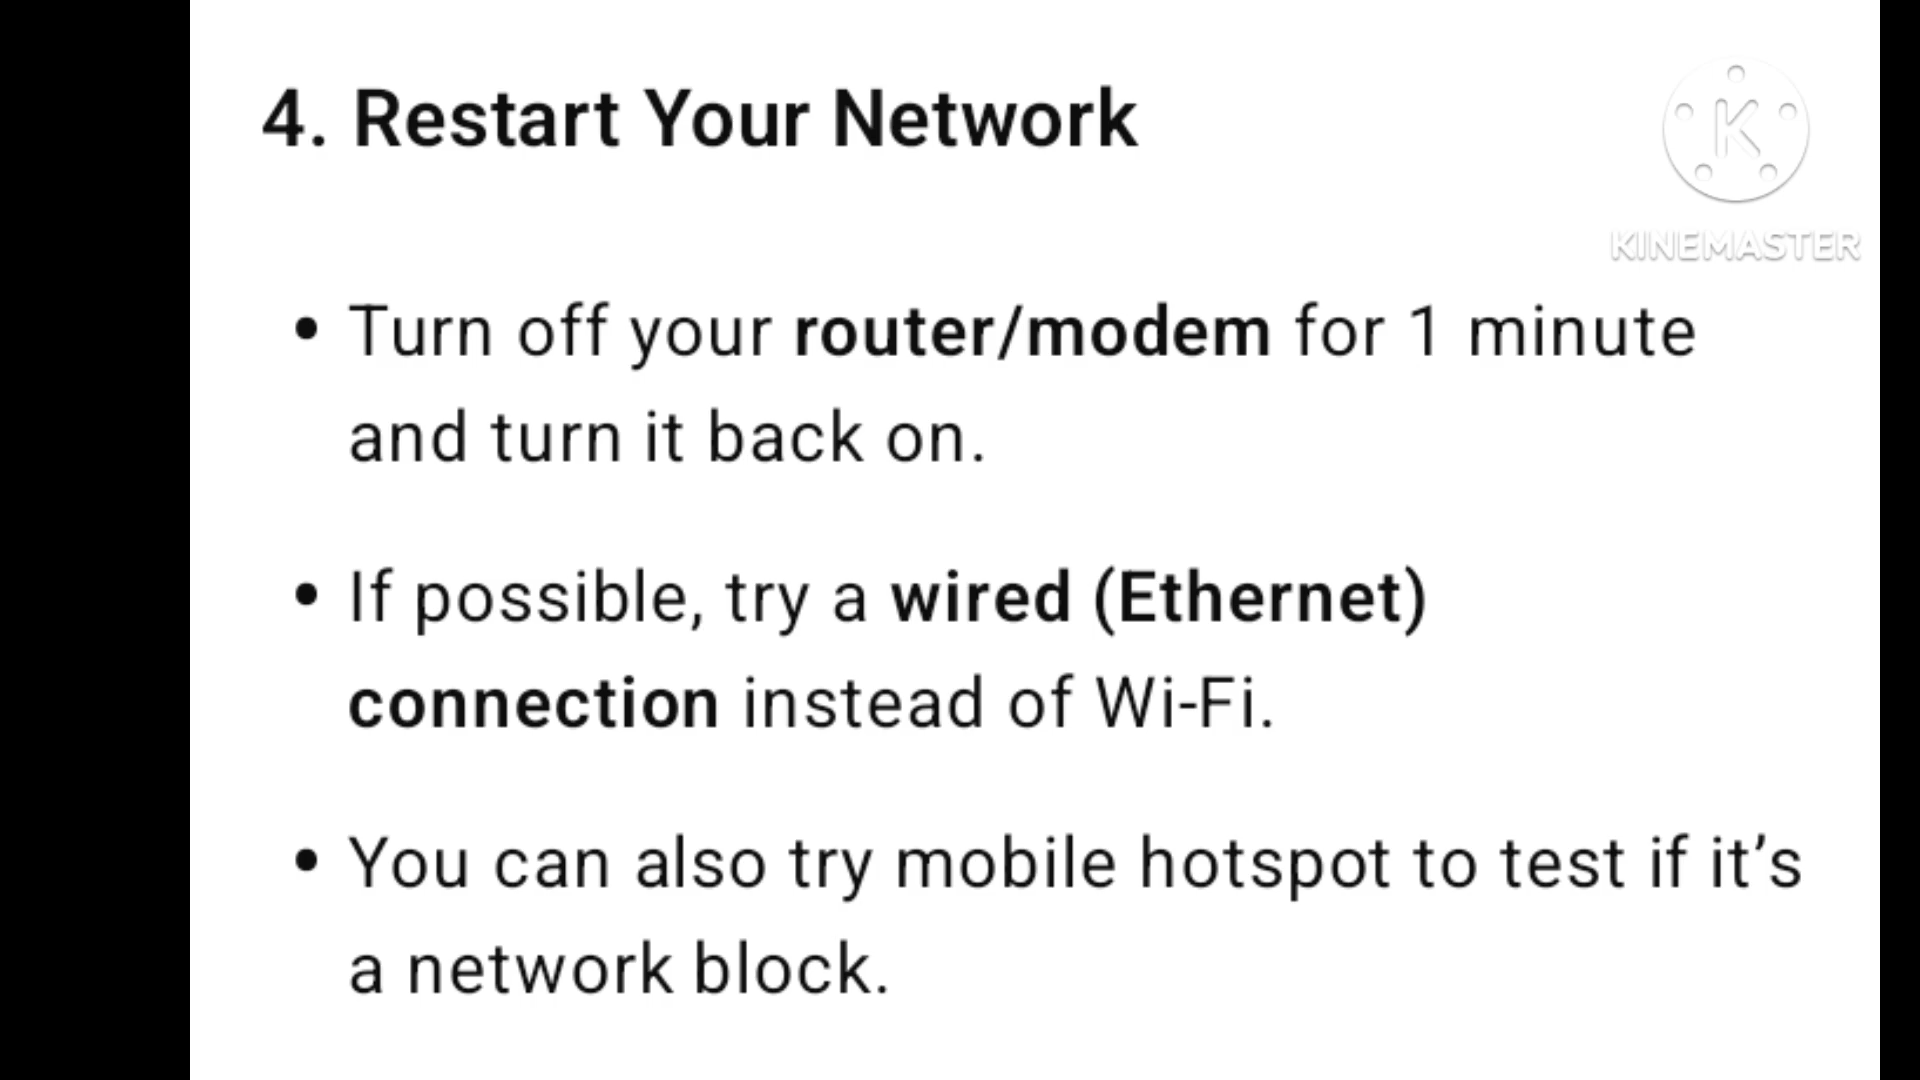 4. Restart Your Network
K
KINEMASTER
• Turn off your router/modem for 1 minute
and turn it back on.
• If possible, try a wired (Ethernet)
connection instead of Wi-Fi.
• You can also try mobile hotspot to test if it’s
a network block.